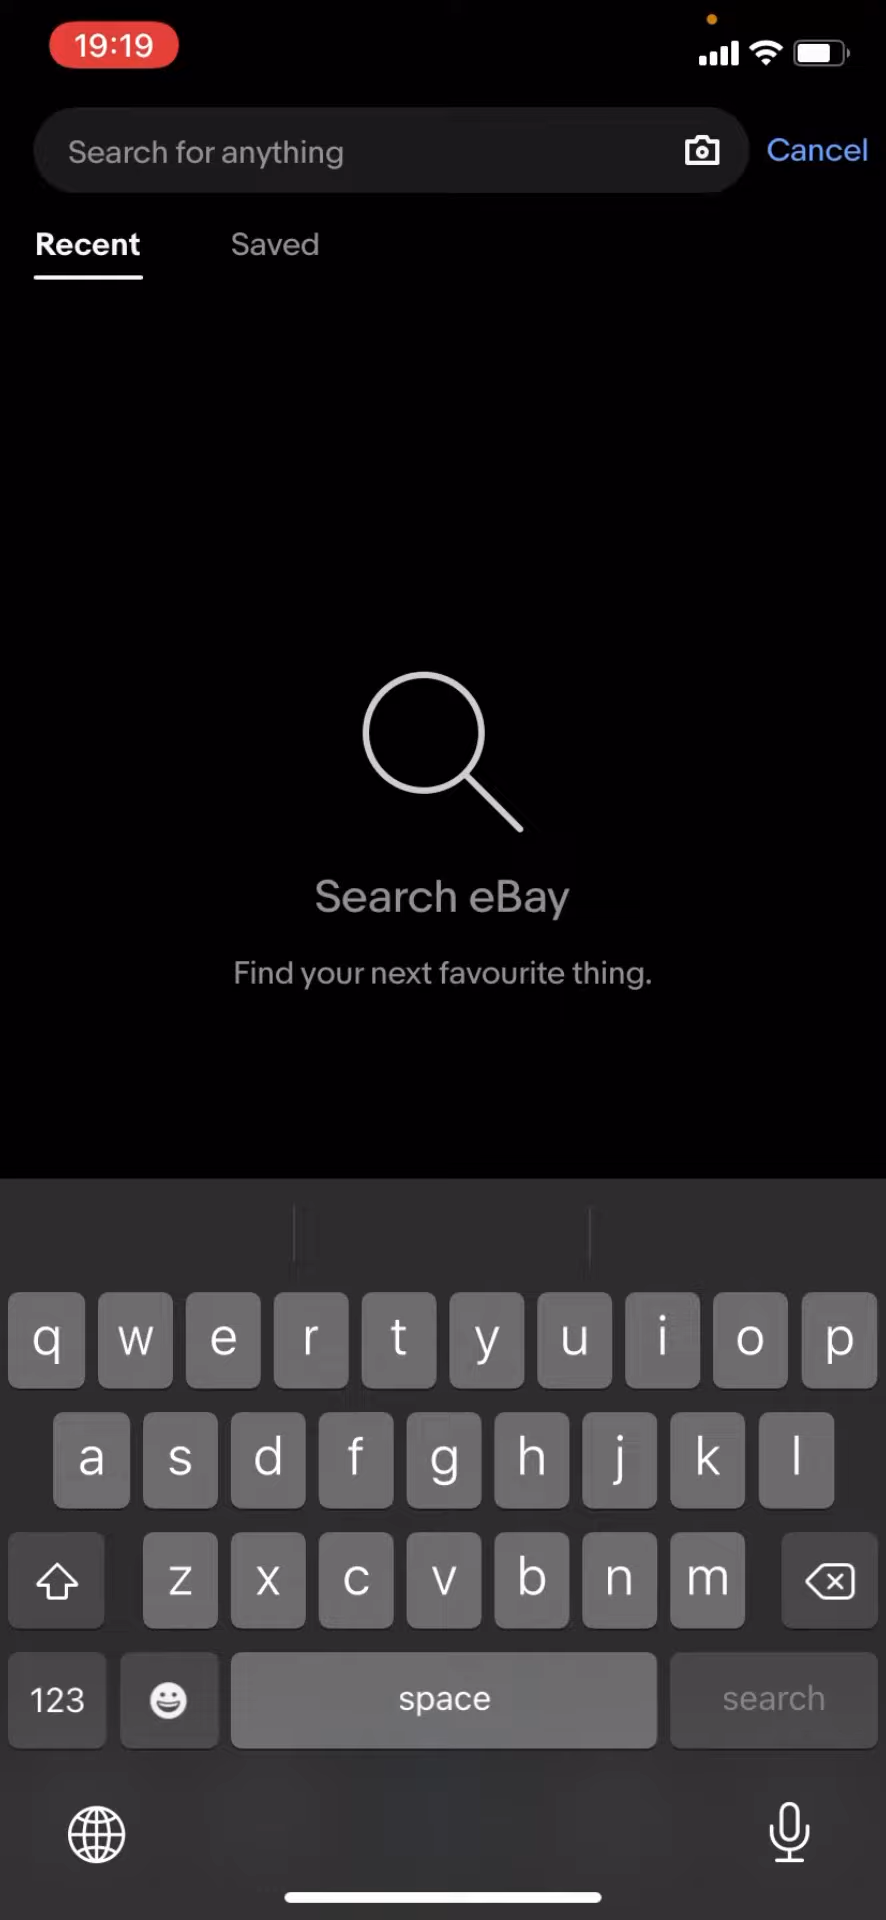 19:19
Search for anything Cancel
Recent Saved
Search eBay
Find your next favourite thing.
q w e r t y u i o p
a s d f g h j k l
z x c v b n m
123 space search